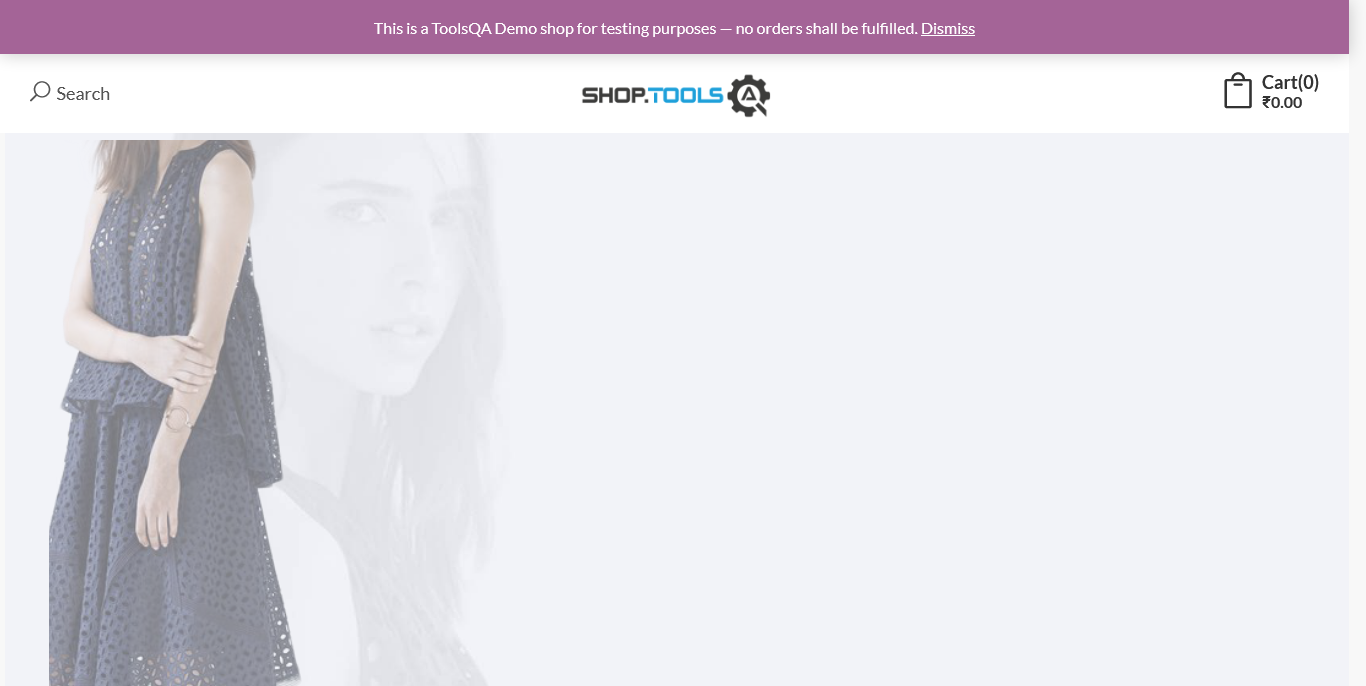 This is a ToolsQA Demo shop for testing purposes — no orders shall be fulfilled. Dismiss
Search
SHOP.TOOLS
Cart(0)
₹0.00